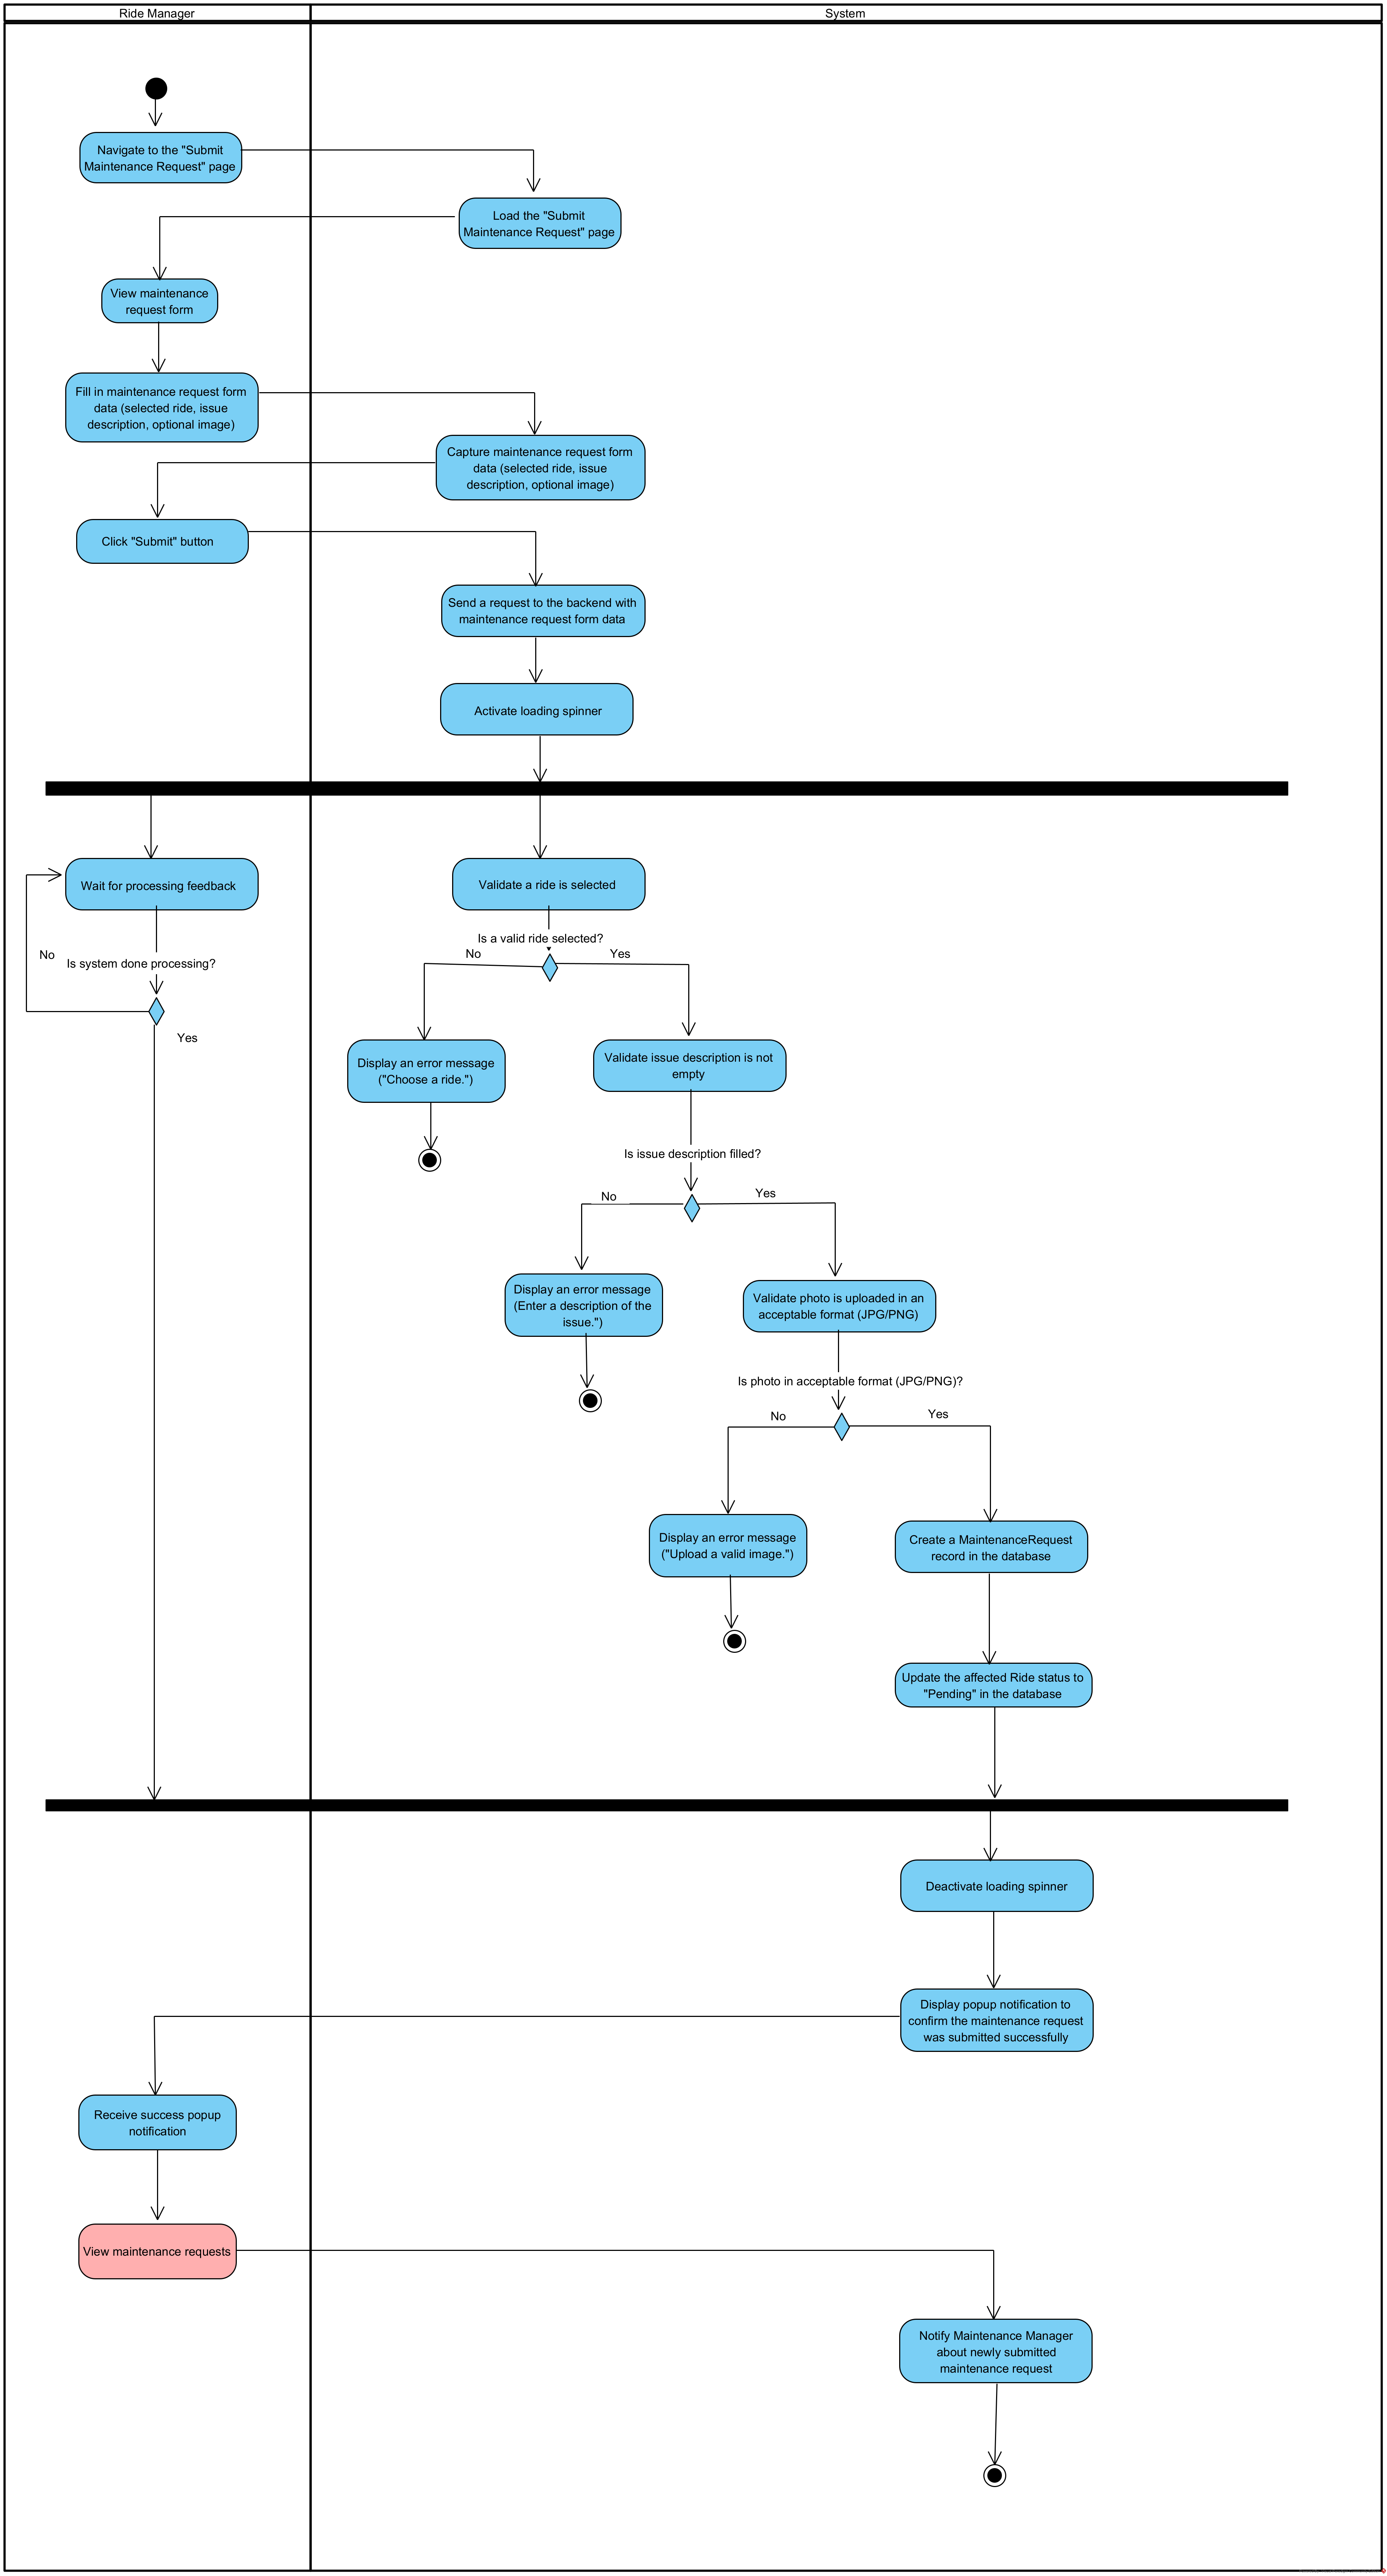 Ride Manager
System
Navigate to the "Submit
Maintenance Request" page
Load the "Submit
Maintenance Request" page
View maintenance
request form
Fill in maintenance request form
data (selected ride, issue
description, optional image)
Capture maintenance request form
data (selected ride, issue
description, optional image)
Click "Submit" button
Send a request to the backend with
maintenance request form data
Activate loading spinner
Wait for processing feedback
Validate a ride is selected
Is a valid ride selected?
No
Yes
No
Is system done processing?
Yes
Display an error message
("Choose a ride.")
Validate issue description is not
empty
Is issue description filled?
No
Yes
Display an error message
(Enter a description of the
issue.")
Validate photo is uploaded in an
acceptable format (JPG/PNG)
Is photo in acceptable format (JPG/PNG)?
No
Yes
Display an error message
("Upload a valid image.")
Create a MaintenanceRequest
record in the database
Update the affected Ride status to
"Pending" in the database
Deactivate loading spinner
Display popup notification to
confirm the maintenance request
was submitted successfully
Receive success popup
notification
View maintenance requests
Notify Maintenance Manager
about newly submitted
maintenance request